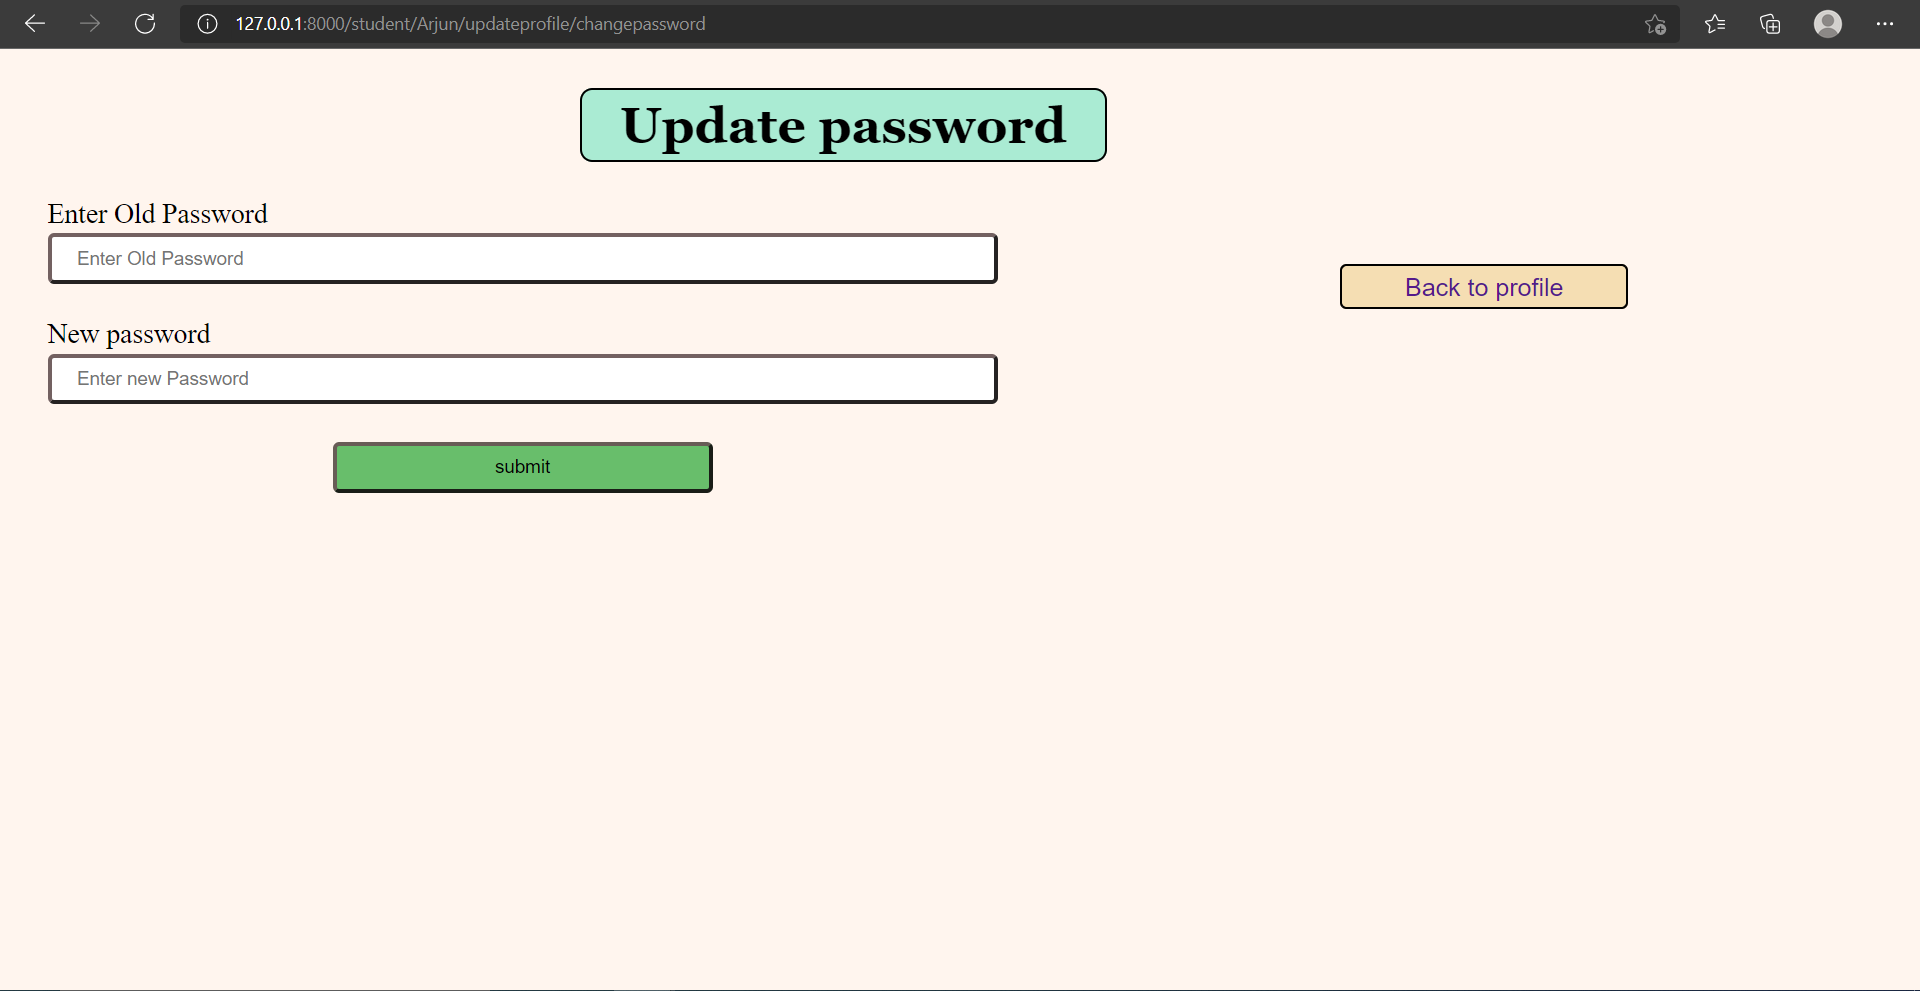 127.0.0.1:8000/student/Arjun/updateprofile/changepassword
Update password
Enter Old Password
Enter Old Password
Back to profile
New password
Enter new Password
submit